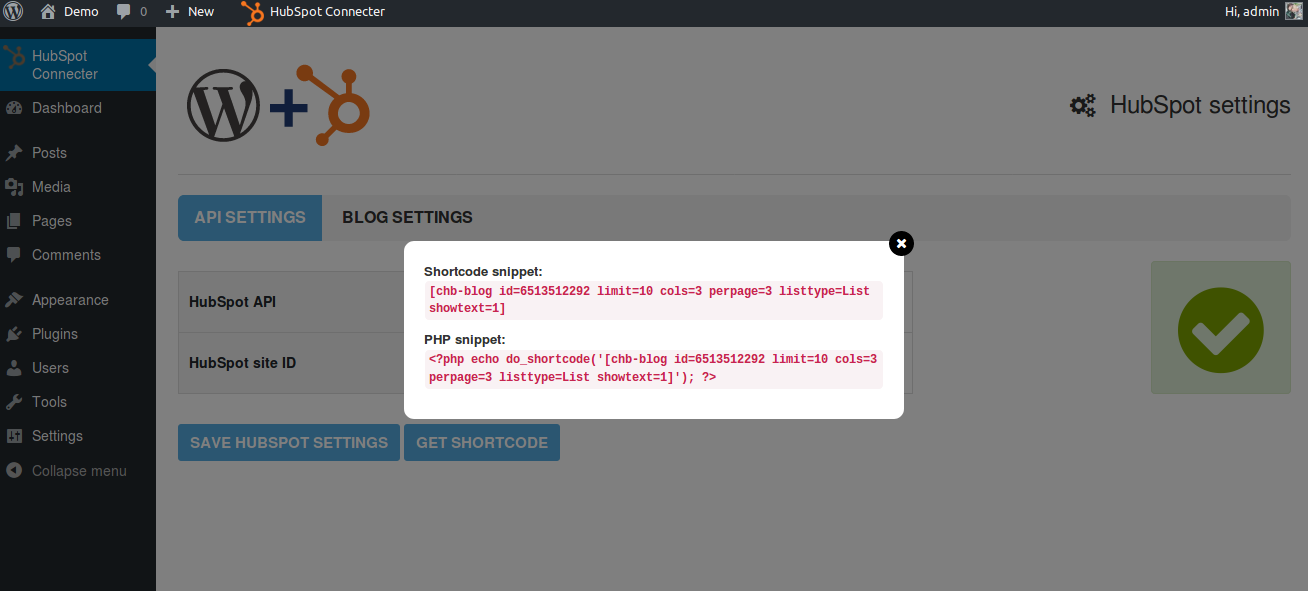 Demo 0 New HubSpot Connecter Hi, admin
HubSpot
Connecter
Dashboard
Posts
Media
Pages
Comments
Appearance
Plugins
Users
Tools
Settings
Collapse menu
HubSpot settings
API SETTINGS BLOG SETTINGS
HubSpot API
HubSpot site ID
Shortcode snippet:
[chb-blog id=6513512292 limit=10 cols=3 perpage=3 listtype=List
showtext=1]
PHP snippet:
<?php echo do_shortcode('[chb-blog id=6513512292 limit=10 cols=3
perpage=3 listtype=List showtext=1]'); ?>
SAVE HUBSPOT SETTINGS GET SHORTCODE